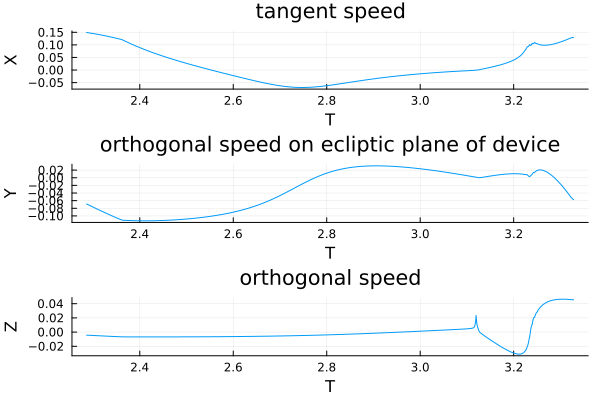 tangent speed
0.15
0.10
0.05
0.00
−0.05
X
2.4 2.6 2.8 3.0 3.2
T
orthogonal speed on ecliptic plane of device
0.02
0.00
−0.02
−0.04
−0.06
−0.08
−0.10
Y
2.4 2.6 2.8 3.0 3.2
T
orthogonal speed
0.04
0.02
0.00
−0.02
Z
2.4 2.6 2.8 3.0 3.2
T